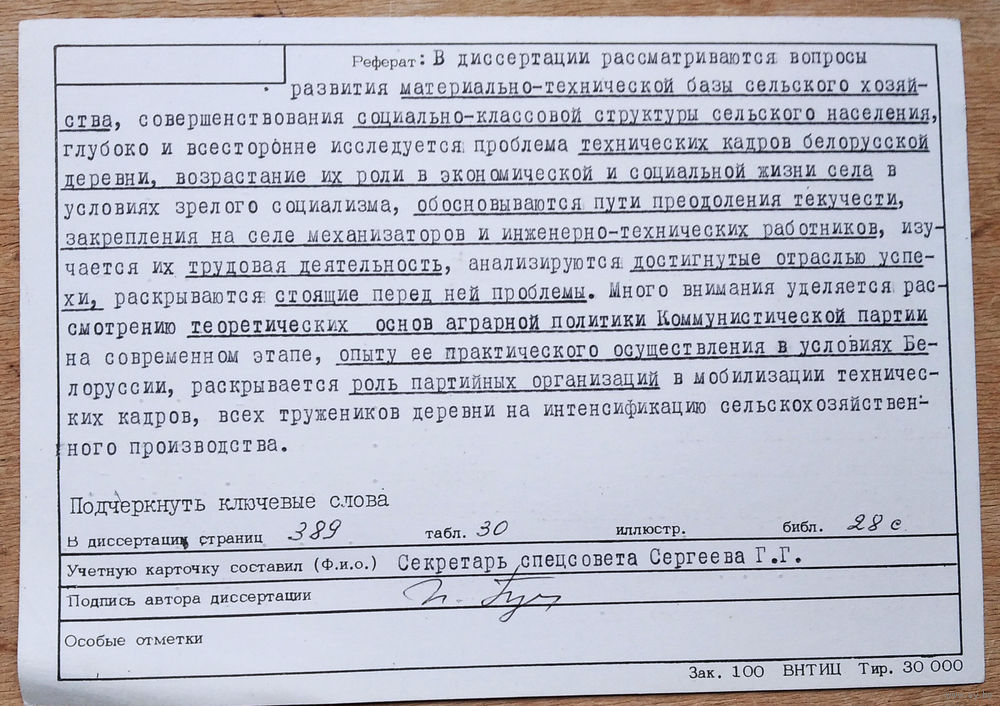 Реферат: В диссертации рассматриваются вопросы
развития материально-технической базы сельского хозяй-
ства, совершенствования социально-классовой структуры сельского населения,
глубоко и всесторонне исследуется проблема технических кадров белорусской
деревни, возрастание их роли в экономической и социальной жизни села в
условиях зрелого социализма, обосновываются пути преодоления текучести,
закрепления на селе механизаторов и инженерно-технических работников, изу-
чается их трудовая деятельность, анализируются достигнутые отраслью успе-
хи, раскрываются стоящие перед ней проблемы. Много внимания уделяется рас-
смотрению теоретических основ аграрной политики Коммунистической партии
на современном этапе, опыту ее практического осуществления в условиях Бе-
лоруссии, раскрывается роль партийных организаций в мобилизации техничес-
ких кадров, всех тружеников деревни на интенсификацию сельскохозяйствен-
ного производства.
Подчеркнуть ключевые слова
В диссертации страниц 389 табл. 30 иллюстр. библ. 28 с
Учетную карточку составил (Ф.и.о.) Секретарь спецсовета Сергеева Г.Г.
Подпись автора диссертации
Особые отметки
Зак. 100 ВНТИЦ Тир. 30 000